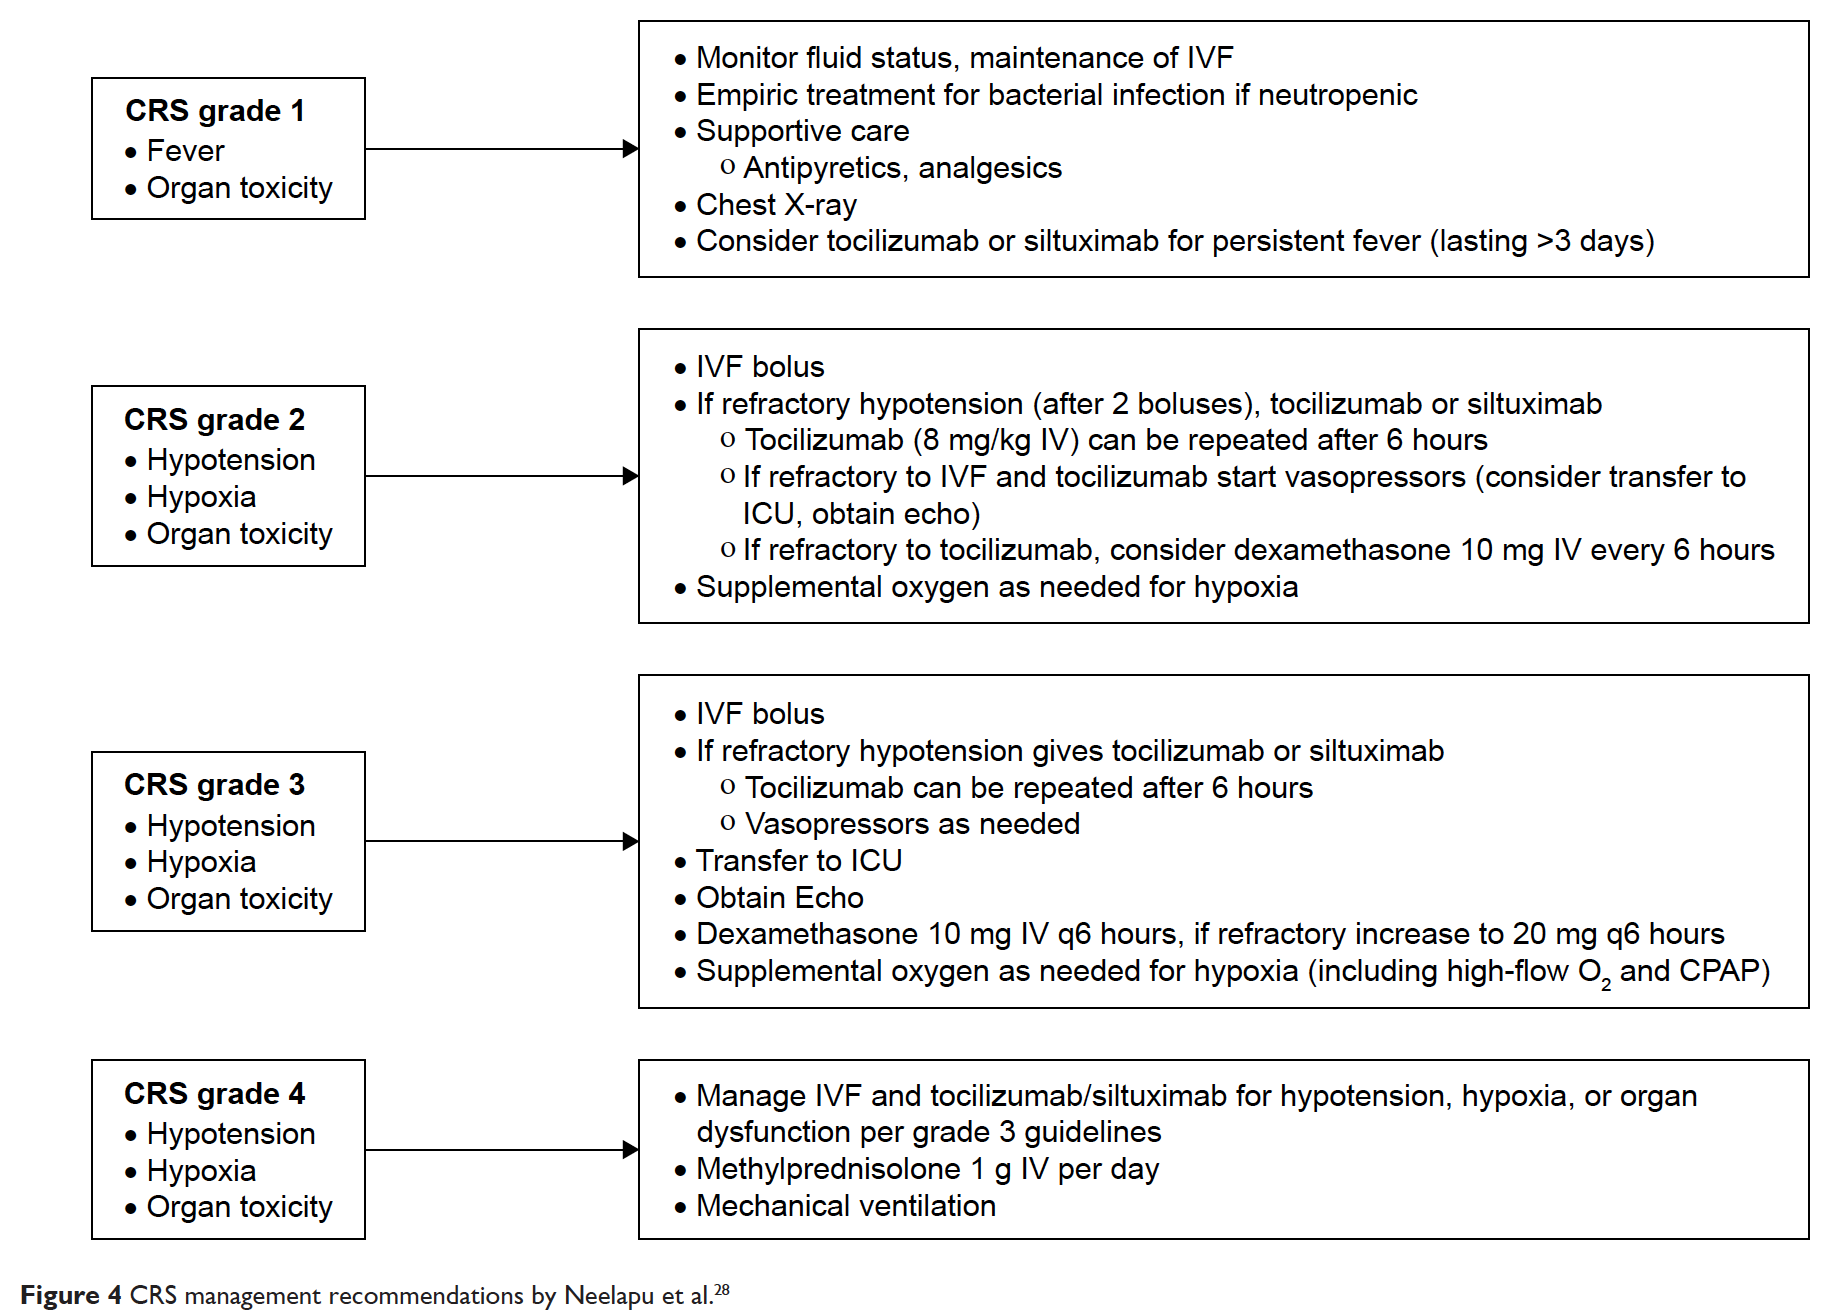 CRS grade 1
• Fever
• Organ toxicity
• Monitor fluid status, maintenance of IVF
• Empiric treatment for bacterial infection if neutropenic
• Supportive care
o Antipyretics, analgesics
• Chest X-ray
• Consider tocilizumab or siltuximab for persistent fever (lasting >3 days)
CRS grade 2
• Hypotension
• Hypoxia
• Organ toxicity
• IVF bolus
• If refractory hypotension (after 2 boluses), tocilizumab or siltuximab
o Tocilizumab (8 mg/kg IV) can be repeated after 6 hours
o If refractory to IVF and tocilizumab start vasopressors (consider transfer to
ICU, obtain echo)
o If refractory to tocilizumab, consider dexamethasone 10 mg IV every 6 hours
• Supplemental oxygen as needed for hypoxia
CRS grade 3
• Hypotension
• Hypoxia
• Organ toxicity
• IVF bolus
• If refractory hypotension gives tocilizumab or siltuximab
o Tocilizumab can be repeated after 6 hours
o Vasopressors as needed
• Transfer to ICU
• Obtain Echo
• Dexamethasone 10 mg IV q6 hours, if refractory increase to 20 mg q6 hours
• Supplemental oxygen as needed for hypoxia (including high-flow O₂ and CPAP)
CRS grade 4
• Hypotension
• Hypoxia
• Organ toxicity
• Manage IVF and tocilizumab/siltuximab for hypotension, hypoxia, or organ
dysfunction per grade 3 guidelines
• Methylprednisolone 1 g IV per day
• Mechanical ventilation
Figure 4 CRS management recommendations by Neelapu et al.²⁸